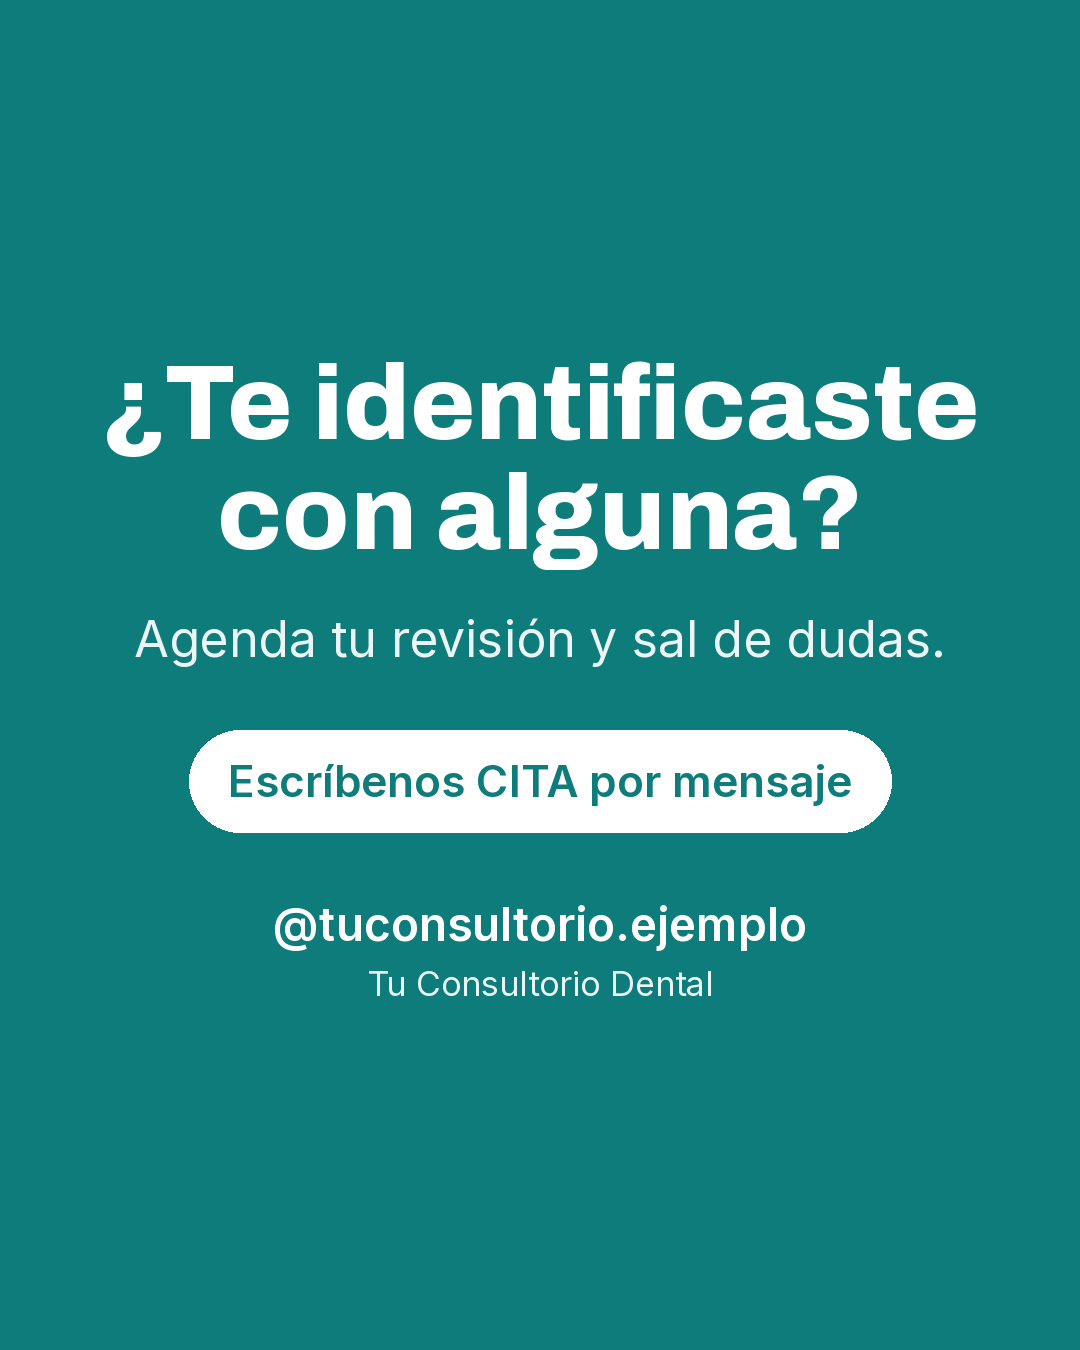 ¿Te identificaste
con alguna?
Agenda tu revisión y sal de dudas.
Escríbenos CITA por mensaje
@tuconsultorio.ejemplo
Tu Consultorio Dental